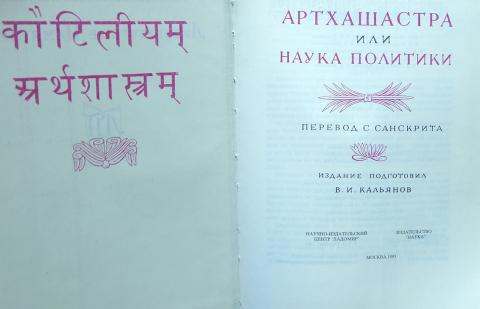 कौटिलीयम्
अर्थशास्त्रम्
АРТХАШАСТРА
ИЛИ
НАУКА ПОЛИТИКИ
ПЕРЕВОД С САНСКРИТА
ИЗДАНИЕ ПОДГОТОВИЛ
В. И. КАЛЬЯНОВ
НАУЧНО-ИЗДАТЕЛЬСКИЙ
ЦЕНТР "ЛАДОМИР"
ИЗДАТЕЛЬСТВО
"НАУКА"
МОСКВА 1993